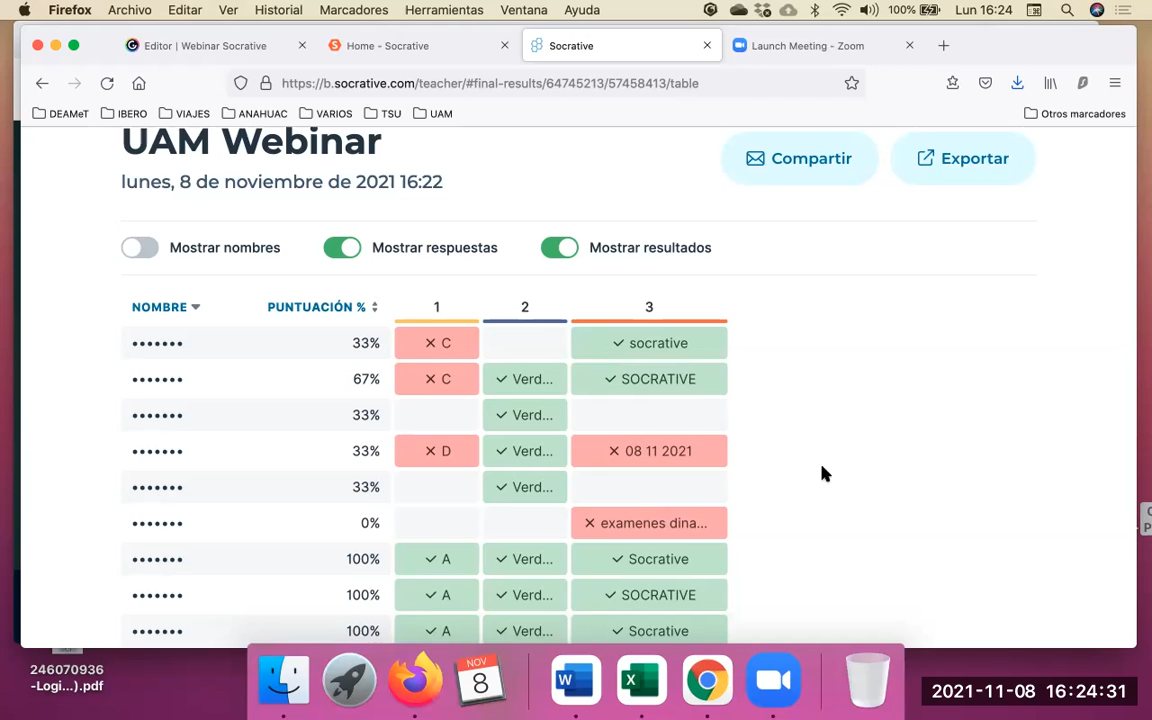 Firefox Archivo Editar Ver Historial Marcadores Herramientas Ventana Ayuda 100% Lun 16:24
Editor | Webinar Socrative Home - Socrative Socrative Launch Meeting - Zoom
https://b.socrative.com/teacher/#final-results/64745213/57458413/table
DEAMeT IBERO VIAJES ANAHUAC VARIOS TSU UAM Otros marcadores
UAM Webinar
Compartir Exportar
lunes, 8 de noviembre de 2021 16:22
Mostrar nombres Mostrar respuestas Mostrar resultados
NOMBRE PUNTUACIÓN % 1 2 3
••••••• 33% ✕ C ✓ socrative
••••••• 67% ✕ C ✓ Verd... ✓ SOCRATIVE
••••••• 33% ✓ Verd...
••••••• 33% ✕ D ✓ Verd... ✕ 08 11 2021
••••••• 33% ✓ Verd...
••••••• 0% ✕ examenes dina...
••••••• 100% ✓ A ✓ Verd... ✓ Socrative
••••••• 100% ✓ A ✓ Verd... ✓ SOCRATIVE
••••••• 100% ✓ A ✓ Verd... ✓ Socrative
246070936
-Logi...).pdf
NOV
8
W X
2021-11-08 16:24:31